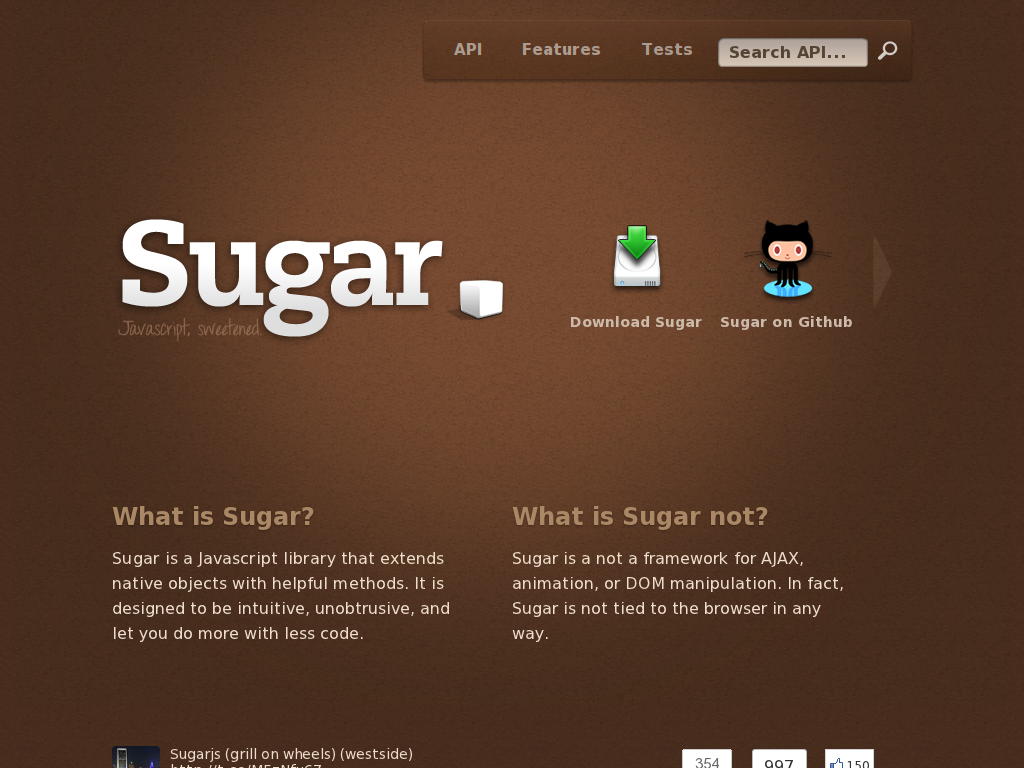 API Features Tests Search API...
Sugar
Javascript, sweetened.
Download Sugar Sugar on Github
What is Sugar?
Sugar is a Javascript library that extends
native objects with helpful methods. It is
designed to be intuitive, unobtrusive, and
let you do more with less code.
What is Sugar not?
Sugar is a not a framework for AJAX,
animation, or DOM manipulation. In fact,
Sugar is not tied to the browser in any
way.
Sugarjs (grill on wheels) (westside)
354 997 150